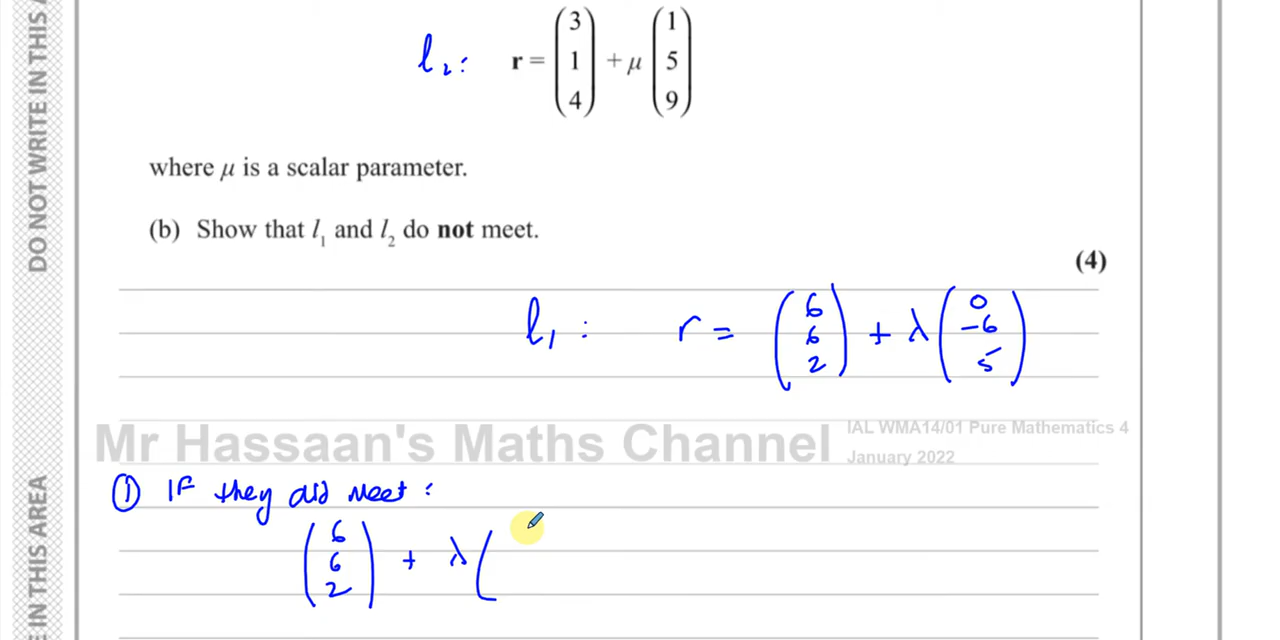 DO NOT WRITE IN THIS
l₂: r = (3 1 4) + μ (1 5 9)
where μ is a scalar parameter.
(b) Show that l₁ and l₂ do not meet.
(4)
l₁ : r = (6 6 2) + λ (0 -6 5)
Mr Hassaan's Maths Channel
IAL WMA14/01 Pure Mathematics 4
January 2022
① IF they did meet :
(6 6 2) + λ (
E IN THIS AREA